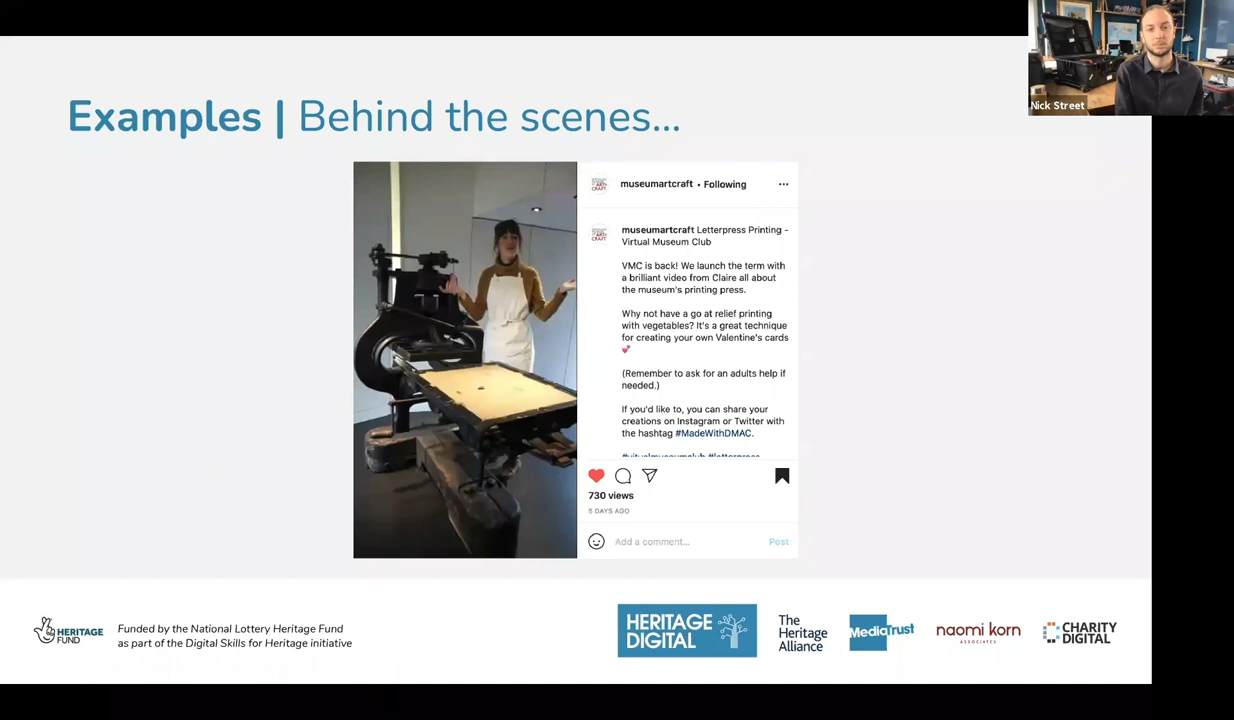 Nick Street
Examples | Behind the scenes...
museumartcraft • Following
museumartcraft Letterpress Printing -
Virtual Museum Club
VMC is back! We launch the term with
a brilliant video from Claire all about
the museum's printing press.
Why not have a go at relief printing
with vegetables? It's a great technique
for creating your own Valentine's cards
💕
(Remember to ask for an adults help if
needed.)
If you'd like to, you can share your
creations on Instagram or Twitter with
the hashtag #MadeWithDMAC.
730 views
5 DAYS AGO
Add a comment... Post
HERITAGE
FUND
Funded by the National Lottery Heritage Fund
as part of the Digital Skills for Heritage initiative
HERITAGE
DIGITAL
The
Heritage
Alliance
MediaTrust
naomi korn
ASSOCIATES
CHARITY
DIGITAL